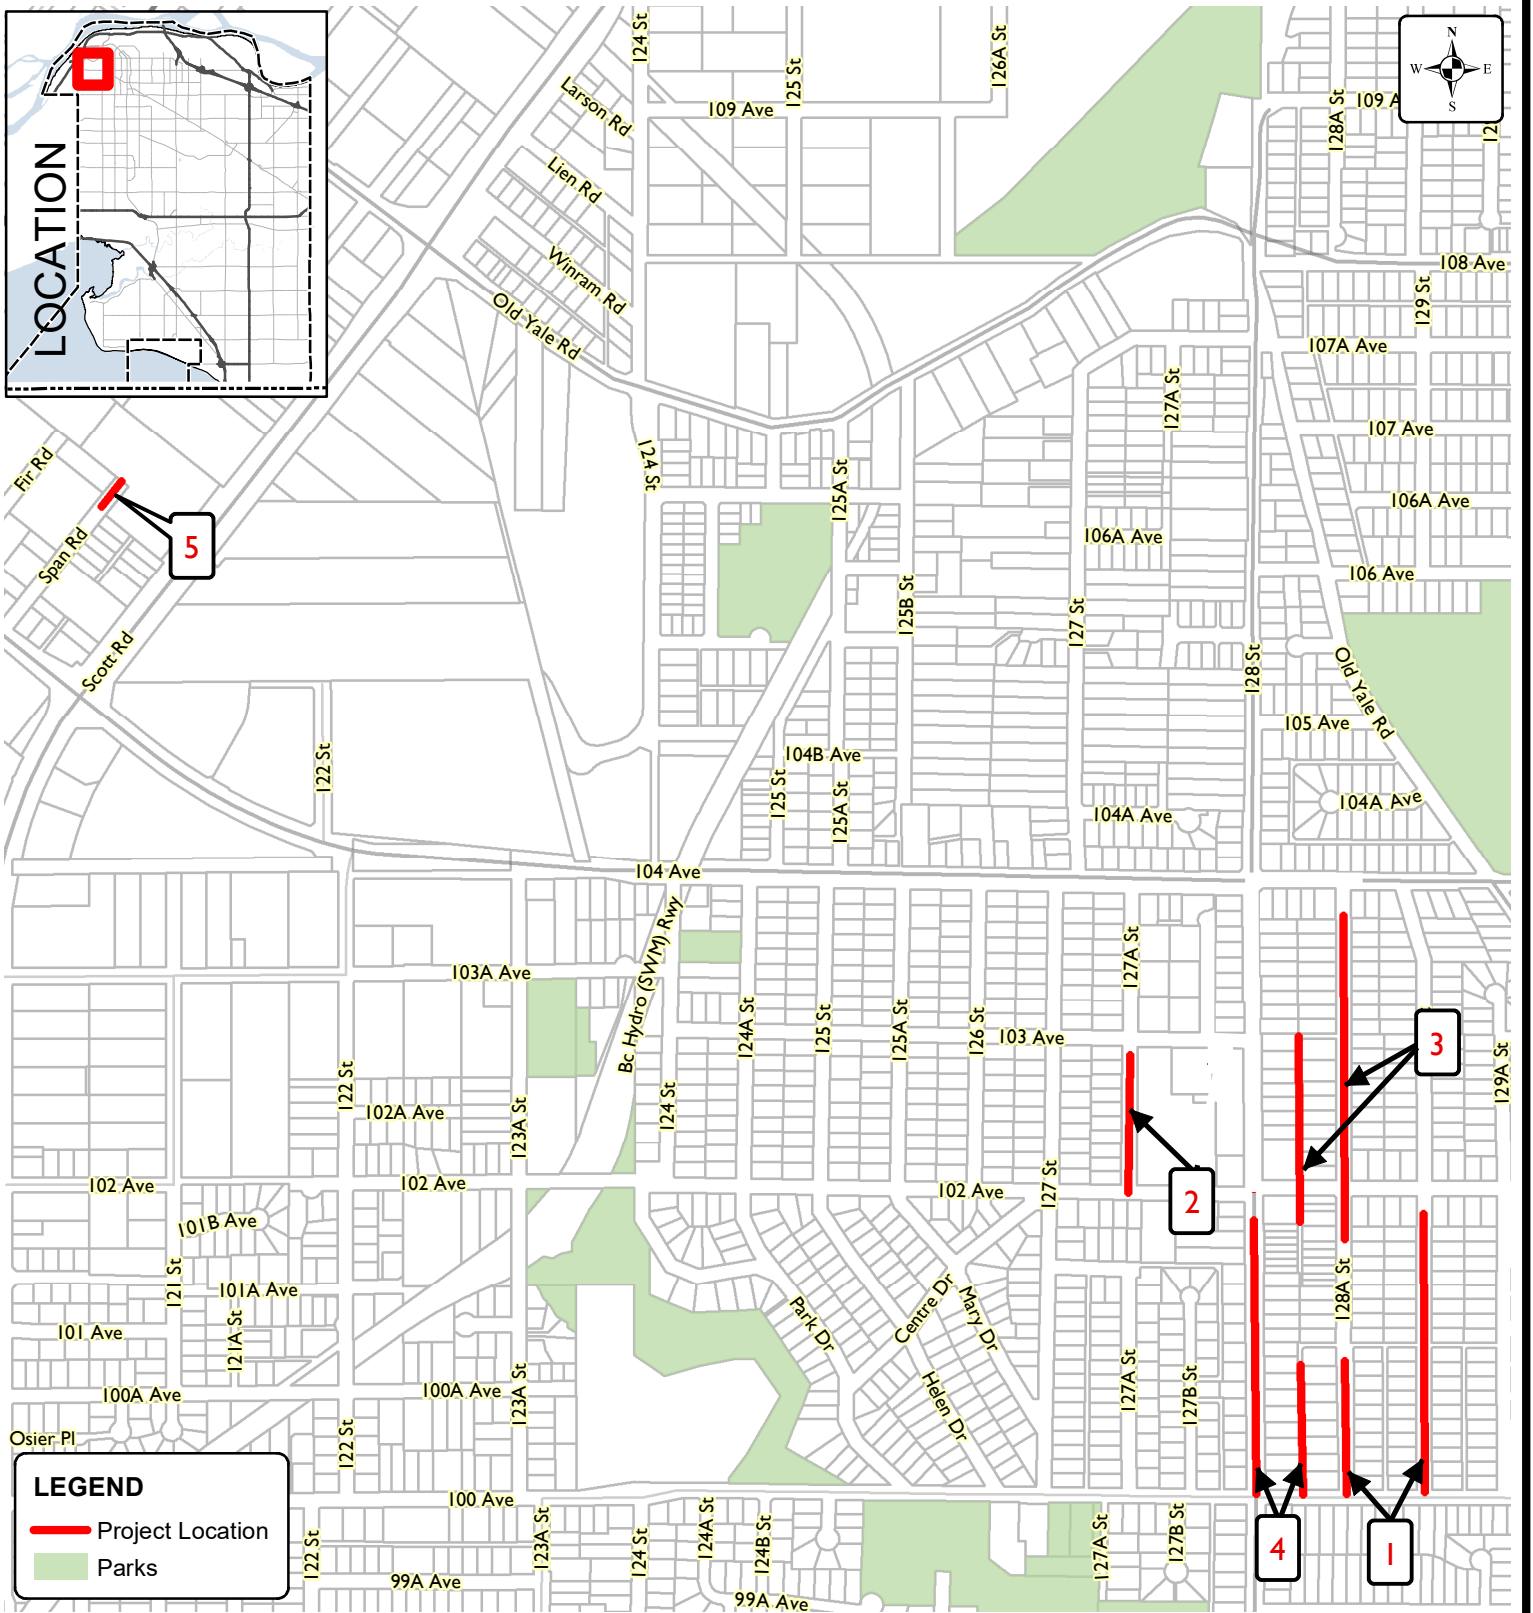 LOCATION
N
W E
S
124 St
125 St
126A St
128A St
109 A
Larson Rd
109 Ave
Lien Rd
Winram Rd
Old Yale Rd
108 Ave
129 St
107A Ave
127A St
107 Ave
Fir Rd
124 St
125A St
106A Ave
106A Ave
5
Span Rd
106 Ave
125B St
127 St
Scott Rd
128 St
Old Yale Rd
105 Ave
122 St
104B Ave
125 St
125A St
104A Ave
104A Ave
104 Ave
Bc Hydro (SWM) Rwy
127A St
103A Ave
124A St
125 St
125A St
126 St
103 Ave
3
122 St
102A Ave
123A St
124 St
129A St
102 Ave
102 Ave
102 Ave
127 St
2
101B Ave
121 St
101A Ave
128A St
101 Ave
121A St
Park Dr
Centre Dr
Mary Dr
100A Ave
100A Ave
123A St
Helen Dr
127A St
127B St
Osier Pl
122 St
100 Ave
LEGEND
Project Location
Parks
122 St
123A St
124 St
124A St
124B St
127A St
127B St
4
1
99A Ave
99A Ave